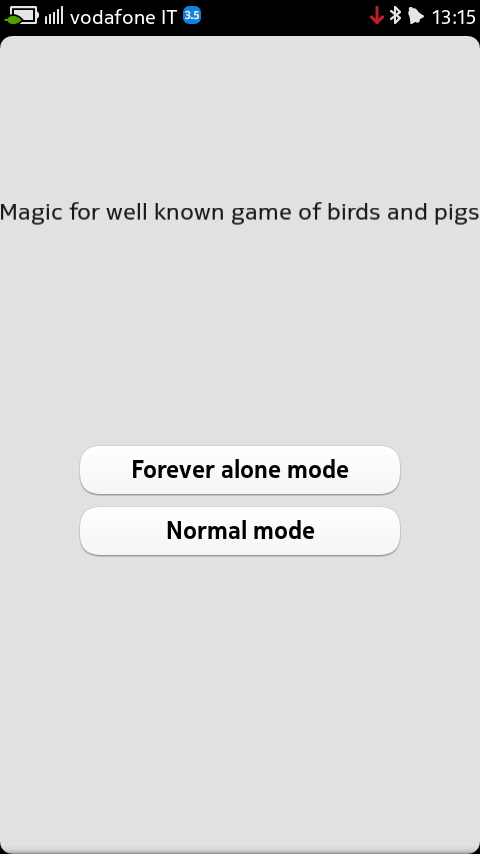 vodafone IT 3.5 13:15
Magic for well known game of birds and pigs
Forever alone mode
Normal mode